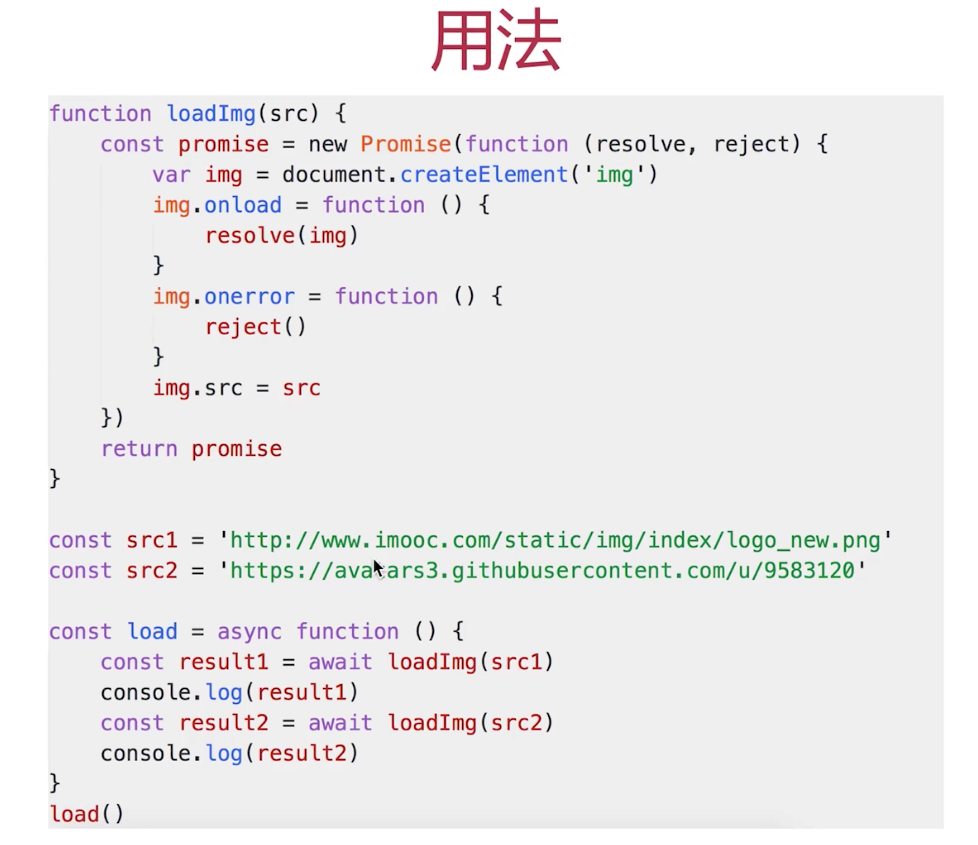 用法
function loadImg(src) {
    const promise = new Promise(function (resolve, reject) {
        var img = document.createElement('img')
        img.onload = function () {
            resolve(img)
        }
        img.onerror = function () {
            reject()
        }
        img.src = src
    })
    return promise
}
const src1 = 'http://www.imooc.com/static/img/index/logo_new.png'
const src2 = 'https://avatars3.githubusercontent.com/u/9583120'
const load = async function () {
    const result1 = await loadImg(src1)
    console.log(result1)
    const result2 = await loadImg(src2)
    console.log(result2)
}
load()